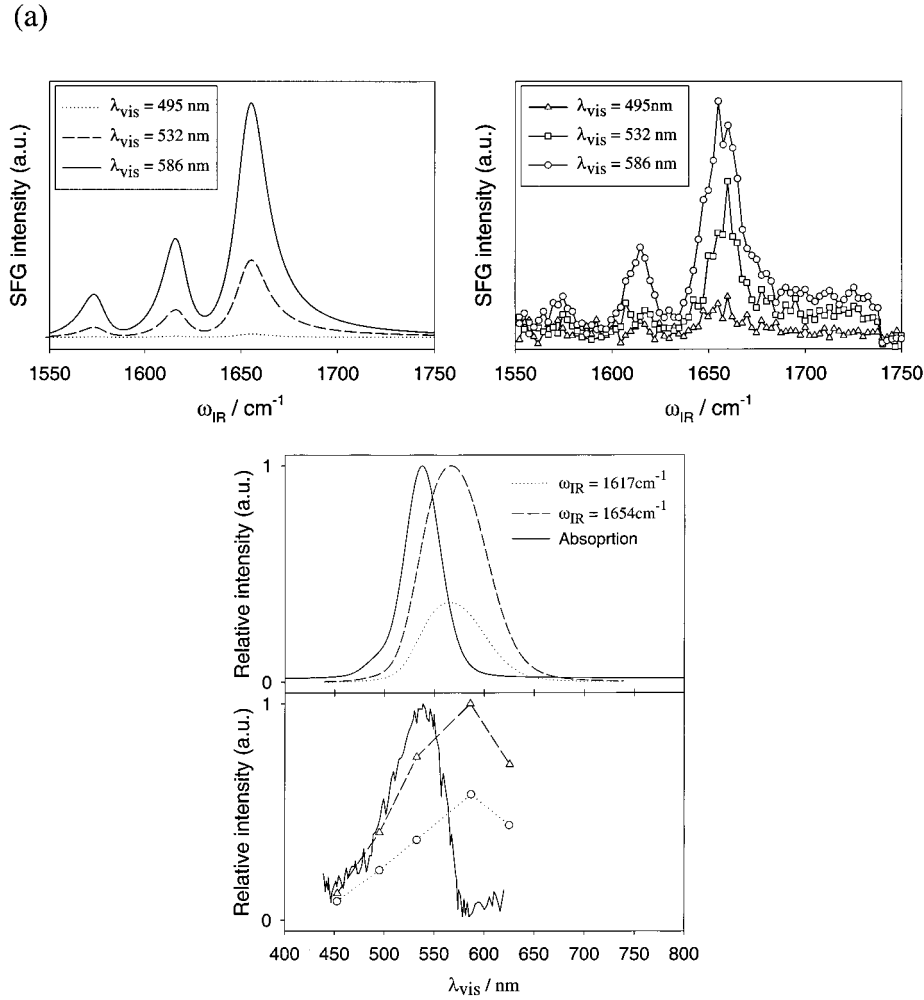 (a)
SFG intensity (a.u.)
λvis = 495 nm
λvis = 532 nm
λvis = 586 nm
1550 1600 1650 1700 1750
ωIR / cm-1
SFG intensity (a.u.)
λvis = 495nm
λvis = 532 nm
λvis = 586 nm
1550 1600 1650 1700 1750
ωIR / cm-1
Relative intensity (a.u.)
1
0
ωIR = 1617cm-1
ωIR = 1654cm-1
Absoprtion
Relative intensity (a.u.)
1
0
400 450 500 550 600 650 700 750 800
λvis / nm